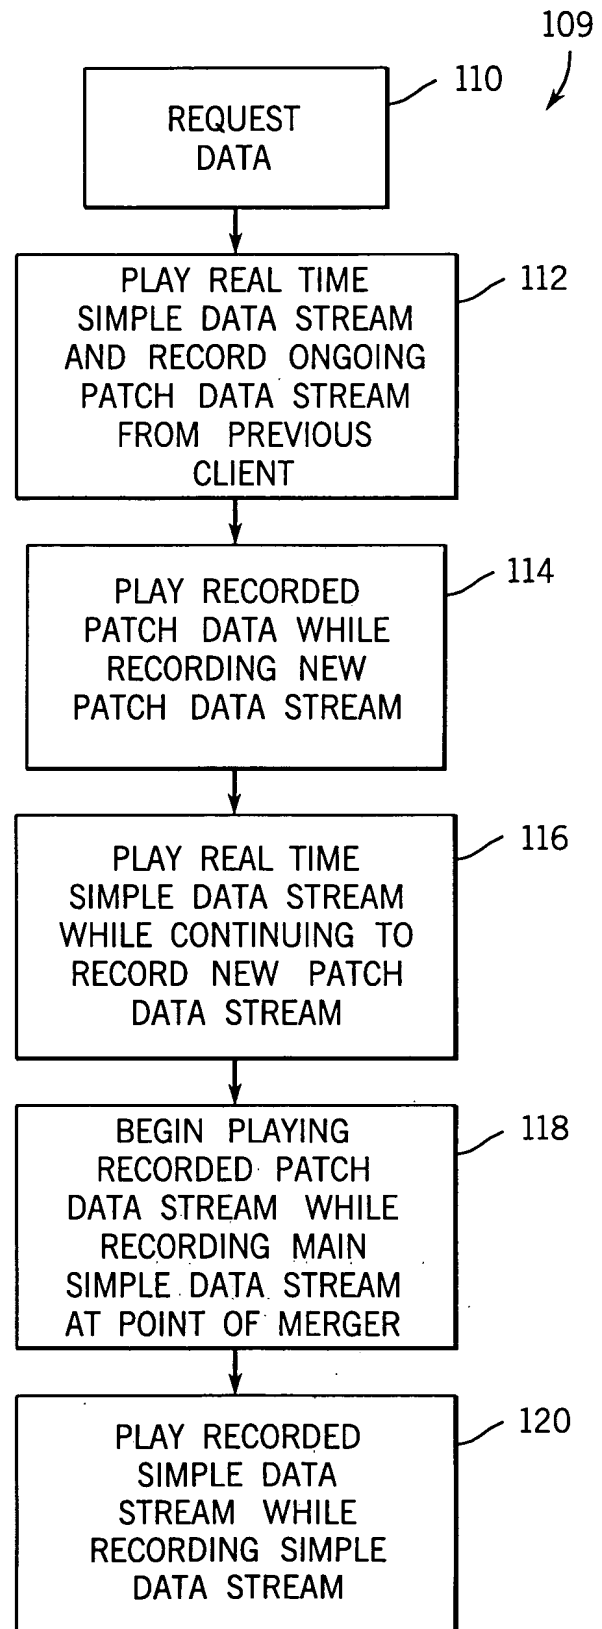 109
110
REQUEST
DATA
112
PLAY REAL TIME
SIMPLE DATA STREAM
AND RECORD ONGOING
PATCH DATA STREAM
FROM PREVIOUS
CLIENT
114
PLAY RECORDED
PATCH DATA WHILE
RECORDING NEW
PATCH DATA STREAM
116
PLAY REAL TIME
SIMPLE DATA STREAM
WHILE CONTINUING TO
RECORD NEW PATCH
DATA STREAM
118
BEGIN PLAYING
RECORDED PATCH
DATA STREAM WHILE
RECORDING MAIN
SIMPLE DATA STREAM
AT POINT OF MERGER
120
PLAY RECORDED
SIMPLE DATA
STREAM WHILE
RECORDING SIMPLE
DATA STREAM